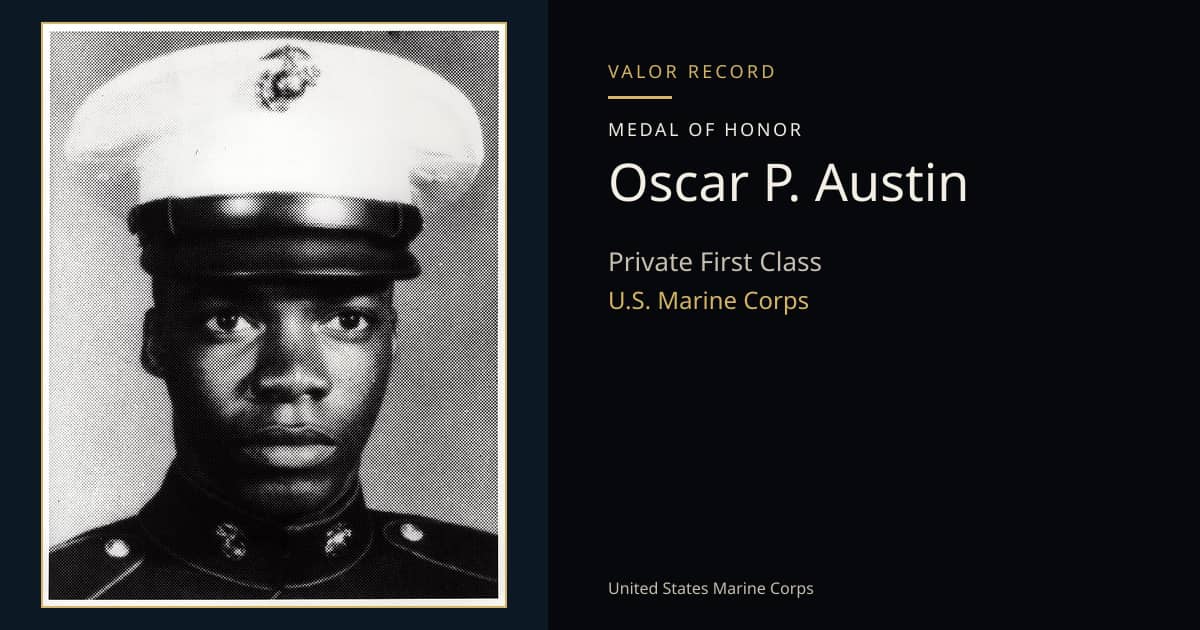 VALOR RECORD
MEDAL OF HONOR
Oscar P. Austin
Private First Class
U.S. Marine Corps
United States Marine Corps